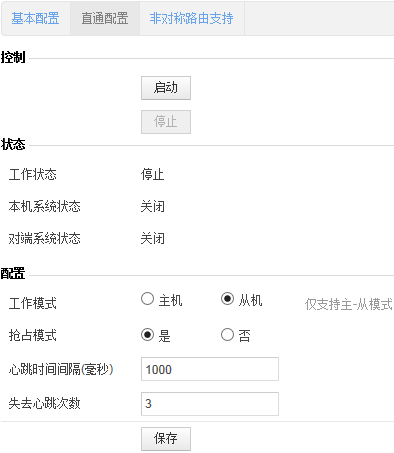 基本配置 直通配置 非对称路由支持
控制
启动
停止
状态
工作状态 停止
本机系统状态 关闭
对端系统状态 关闭
配置
工作模式 主机 从机 仅支持主-从模式
抢占模式 是 否
心跳时间间隔(毫秒) 1000
失去心跳次数 3
保存